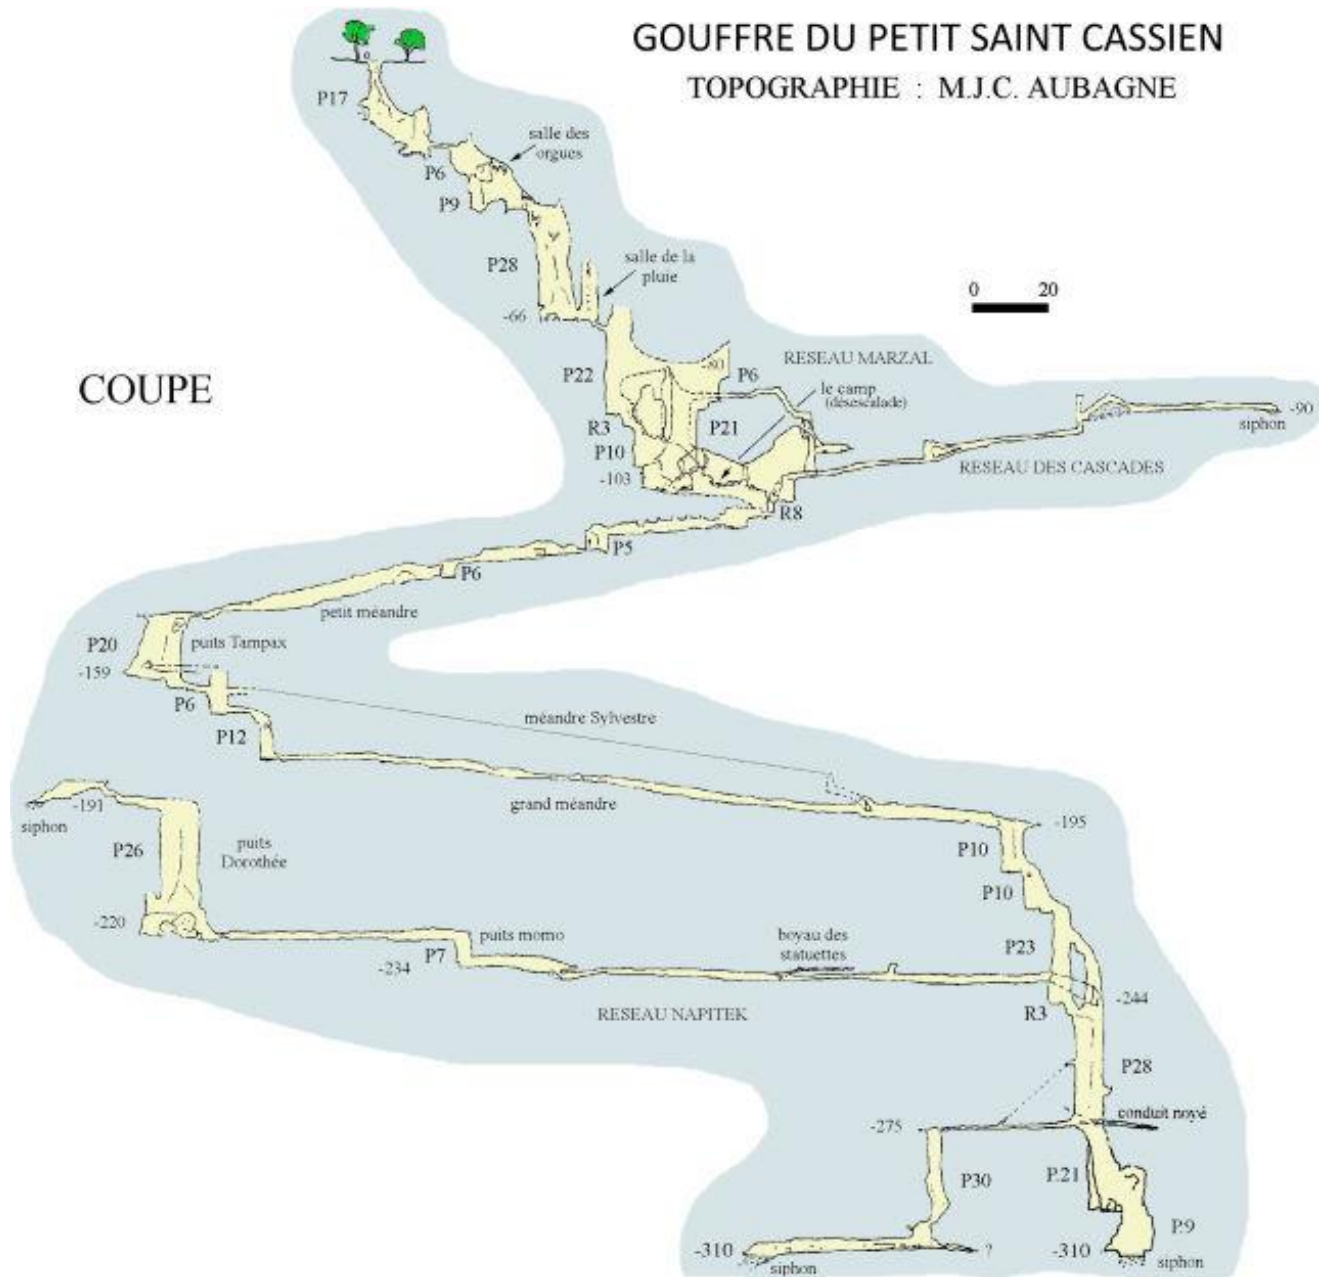 GOUFFRE DU PETIT SAINT CASSIEN
TOPOGRAPHIE : M.J.C. AUBAGNE
P17
salle des
orgues
P6
P9
P28
salle de la
pluie
0 20
-66
COUPE
RESEAU MARZAL
-80
P22
P6
le camp
(désescalade)
-90
siphon
R3
P21
P10
RESEAU DES CASCADES
-103
R8
P5
P6
petit méandre
P20
puits Tampax
-159
P6
méandre Sylvestre
P12
-191
grand méandre
siphon
-195
P26
puits
Dorothée
P10
P10
-220
puits momo
boyau des
statuettes
P23
-234
P7
-244
RESEAU NAPITEK
R3
P28
conduit noyé
-275
P30
P.21
P.9
-310
?
-310
siphon
siphon